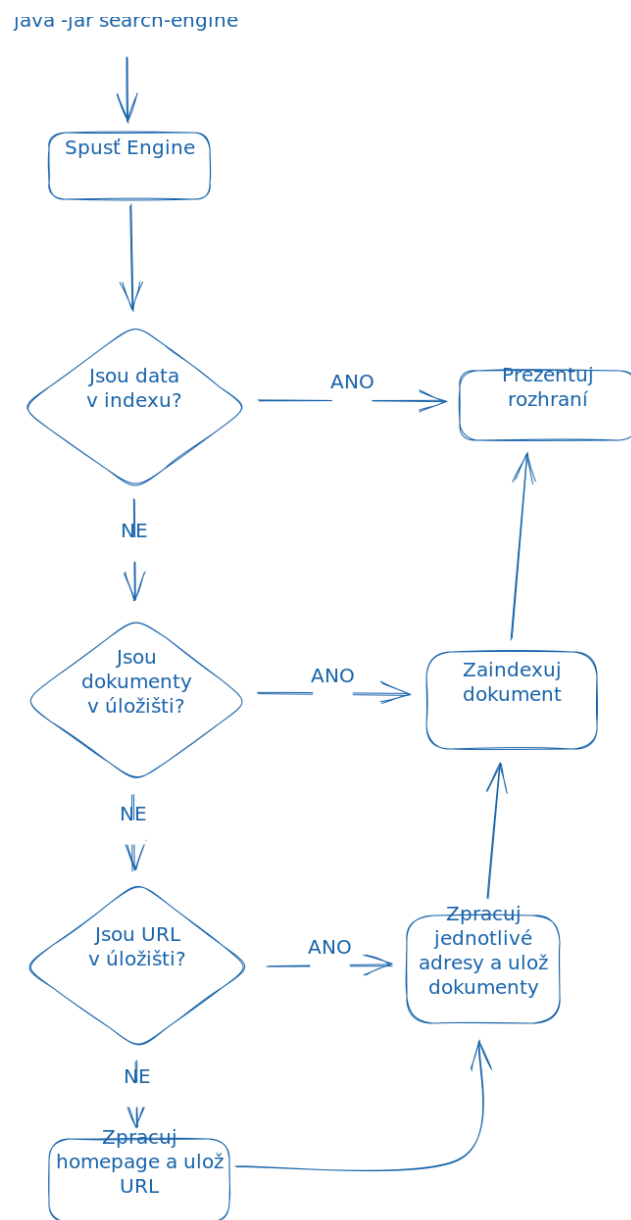 java -jar search-engine
Spusť Engine
Jsou data
v indexu?
ANO
Prezentuj
rozhraní
NE
Jsou
dokumenty
v úložišti?
ANO
Zaindexuj
dokument
NE
Jsou URL
v úložišti?
ANO
Zpracuj
jednotlivé
adresy a ulož
dokumenty
NE
Zpracuj
homepage a ulož
URL